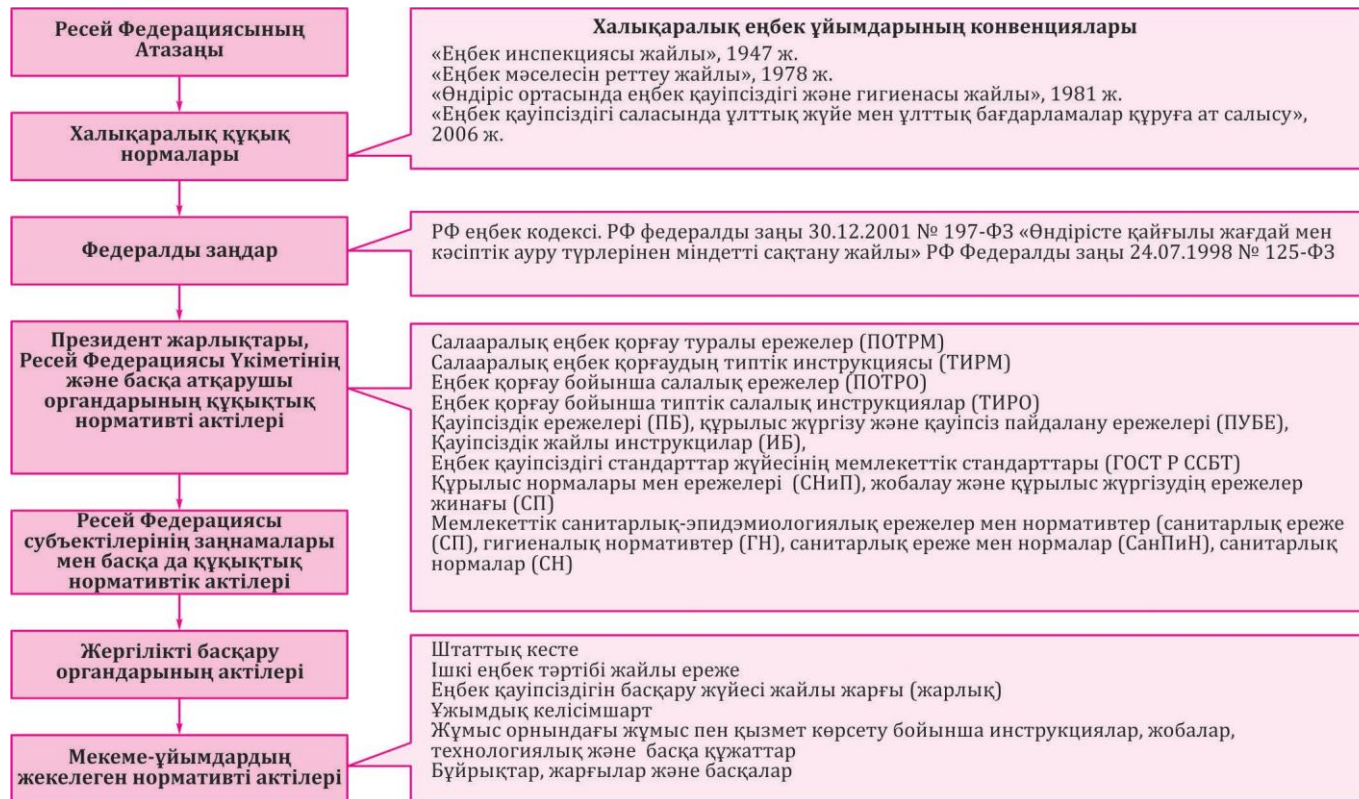 Ресей Федерациясының
Атазаңы
Халықаралық еңбек ұйымдарының конвенциялары
«Еңбек инспекциясы жайлы», 1947 ж.
«Еңбек мәселесін реттеу жайлы», 1978 ж.
«Өндіріс ортасында еңбек қауіпсіздігі және гигиенасы жайлы», 1981 ж.
«Еңбек қауіпсіздігі саласында ұлттық жүйе мен ұлттық бағдарламалар құруға ат салысу»,
2006 ж.
Халықаралық құқық
нормалары
Федералды заңдар
РФ еңбек кодексі. РФ федералды заңы 30.12.2001 № 197-ФЗ «Өндірісте қайғылы жағдай мен
кәсіптік ауру түрлерінен міндетті сақтану жайлы» РФ Федералды заңы 24.07.1998 № 125-ФЗ
Президент жарлықтары,
Ресей Федерациясы Үкіметінің
және басқа атқарушы
органдарының құқықтық
нормативті актілері
Салааралық еңбек қорғау туралы ережелер (ПОТРМ)
Салааралық еңбек қорғаудың типтік инструкциясы (ТИРМ)
Еңбек қорғау бойынша салалық ережелер (ПОТРО)
Еңбек қорғау бойынша типтік салалық инструкциялар (ТИРО)
Қауіпсіздік ережелері (ПБ), құрылыс жүргізу және қауіпсіз пайдалану ережелері (ПУБЕ),
Қауіпсіздік жайлы инструкцилар (ИБ),
Еңбек қауіпсіздігі стандарттар жүйесінің мемлекеттік стандарттары (ГОСТ Р ССБТ)
Құрылыс нормалары мен ережелері (СНиП), жобалау және құрылыс жүргізудің ережелер
жинағы (СП)
Мемлекеттік санитарлық-эпидэмиологиялық ережелер мен нормативтер (санитарлық ереже
(СП), гигиеналық нормативтер (ГН), санитарлық ереже мен нормалар (СанПиН), санитарлық
нормалар (СН)
Ресей Федерациясы
субъектілерінің заңнамалары
мен басқа да құқықтық
нормативтік актілері
Жергілікті басқару
органдарының актілері
Штаттық кесте
Ішкі еңбек тәртібі жайлы ереже
Еңбек қауіпсіздігін басқару жүйесі жайлы жарғы (жарлық)
Ұжымдық келісімшарт
Жұмыс орнындағы жұмыс пен қызмет көрсету бойынша инструкциялар, жобалар,
технологиялық және басқа құжаттар
Бұйрықтар, жарғылар және басқалар
Мекеме-ұйымдардың
жекелеген нормативті актілері